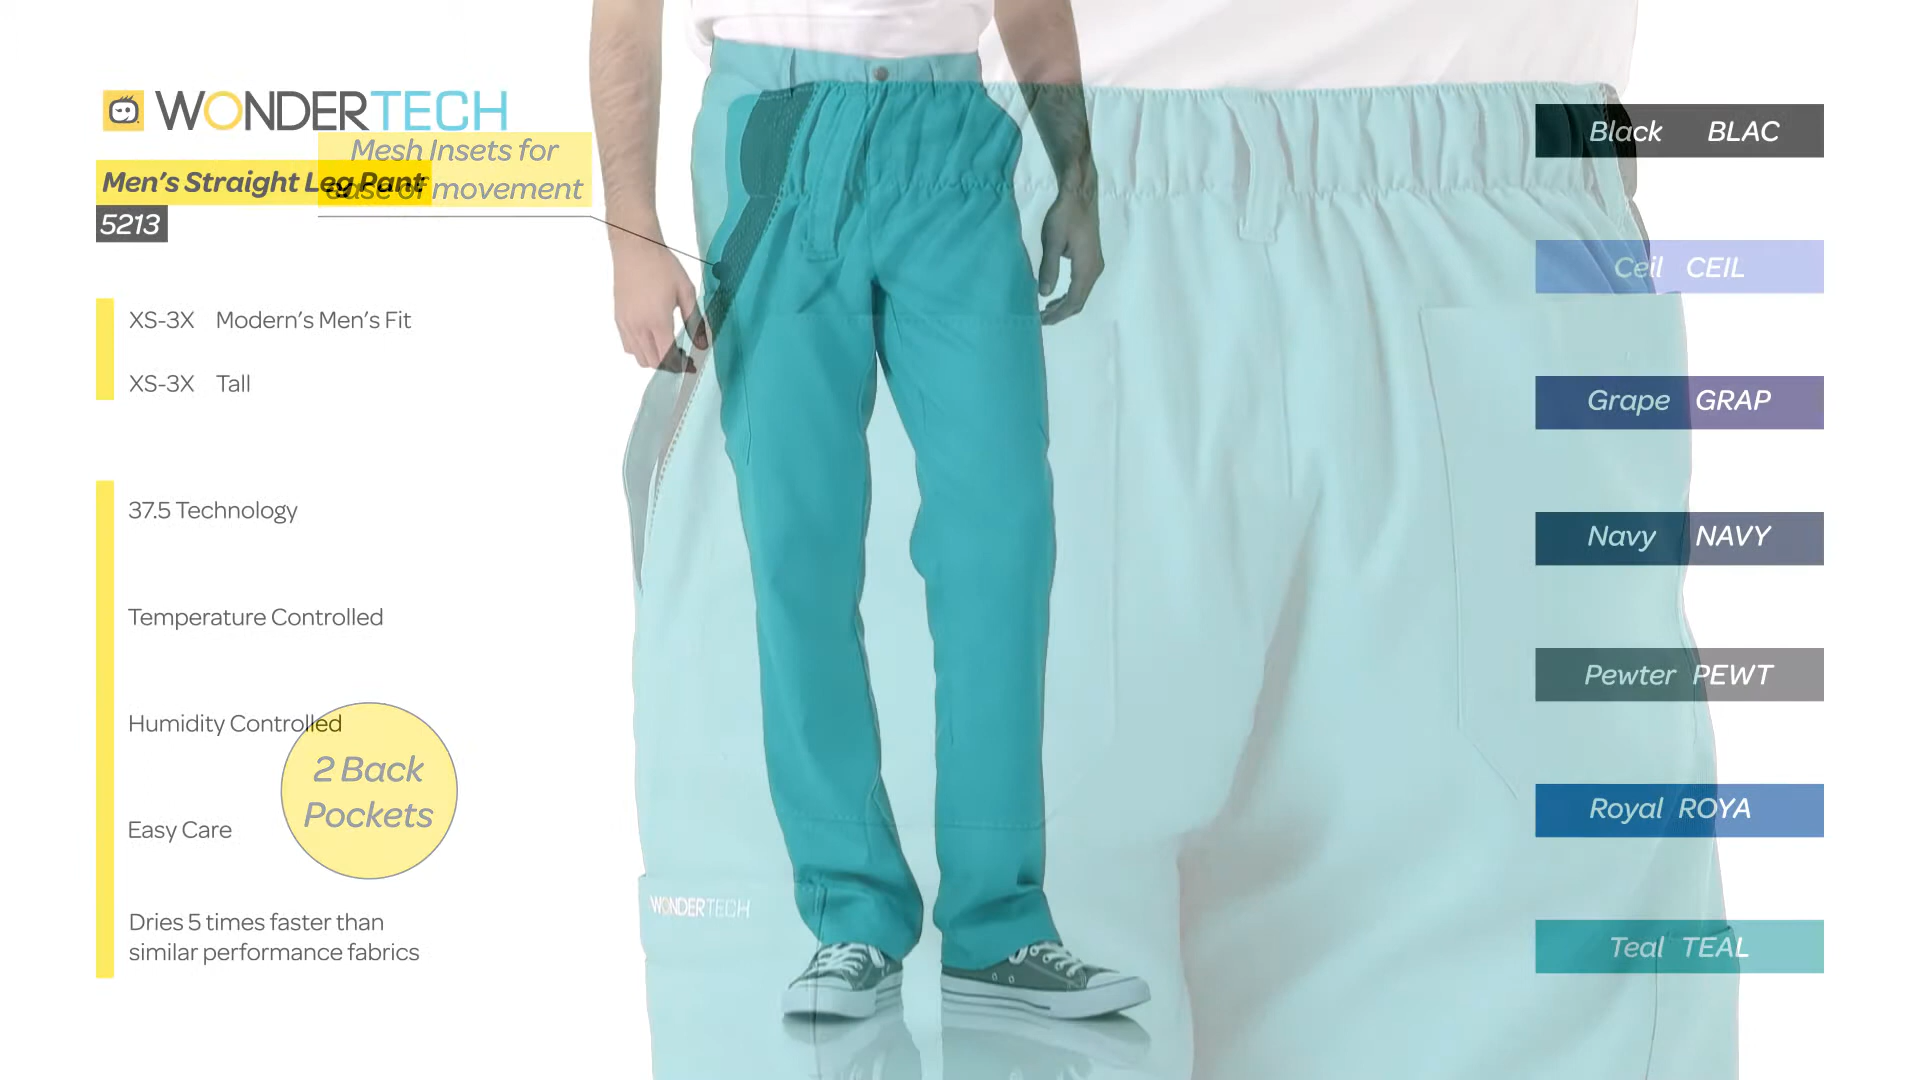 WONDERTECH
Mesh Insets for
ease of movement
Men's Straight Leg Pant
5213
XS-3X Modern's Men's Fit
XS-3X Tall
37.5 Technology
Temperature Controlled
Humidity Controlled
2 Back
Pockets
Easy Care
Dries 5 times faster than
similar performance fabrics
WONDERTECH
Black BLAC
Ceil CEIL
Grape GRAP
Navy NAVY
Pewter PEWT
Royal ROYA
Teal TEAL